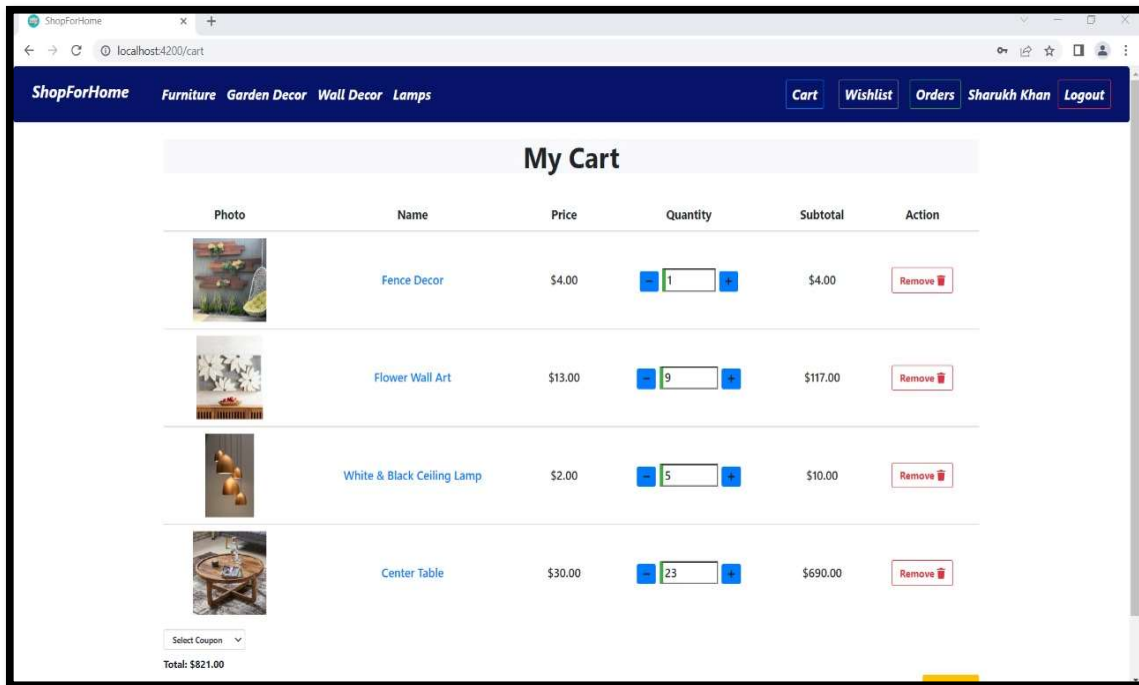 ShopForHome
localhost:4200/cart
ShopForHome Furniture Garden Decor Wall Decor Lamps Cart Wishlist Orders Sharukh Khan Logout
My Cart
Photo Name Price Quantity Subtotal Action
Fence Decor $4.00 - 1 + $4.00 Remove
Flower Wall Art $13.00 - 9 + $117.00 Remove
White & Black Ceiling Lamp $2.00 - 5 + $10.00 Remove
Center Table $30.00 - 23 + $690.00 Remove
Select Coupon
Total: $821.00